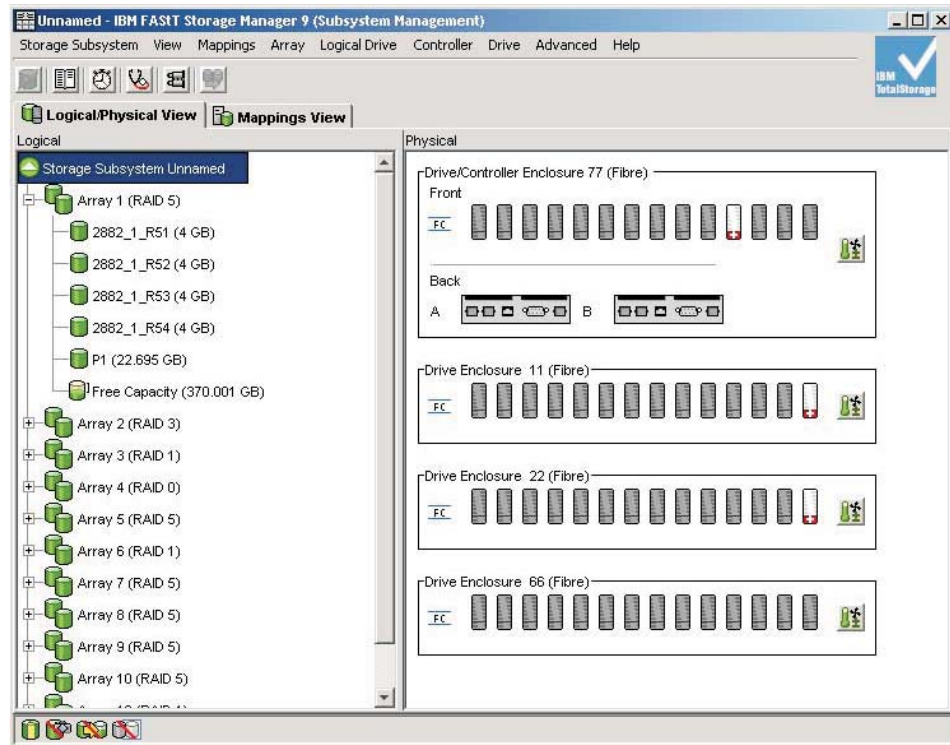 Unnamed - IBM FAStT Storage Manager 9 (Subsystem Management)
Storage Subsystem View Mappings Array Logical Drive Controller Drive Advanced Help
IBM
TotalStorage
Logical/Physical View Mappings View
Logical
Storage Subsystem Unnamed
Array 1 (RAID 5)
2882_1_R51 (4 GB)
2882_1_R52 (4 GB)
2882_1_R53 (4 GB)
2882_1_R54 (4 GB)
P1 (22.695 GB)
Free Capacity (370.001 GB)
Array 2 (RAID 3)
Array 3 (RAID 1)
Array 4 (RAID 0)
Array 5 (RAID 5)
Array 6 (RAID 1)
Array 7 (RAID 5)
Array 8 (RAID 5)
Array 9 (RAID 5)
Array 10 (RAID 5)
Physical
Drive/Controller Enclosure 77 (Fibre)
Front
FC
Back
A B
Drive Enclosure 11 (Fibre)
FC
Drive Enclosure 22 (Fibre)
FC
Drive Enclosure 66 (Fibre)
FC